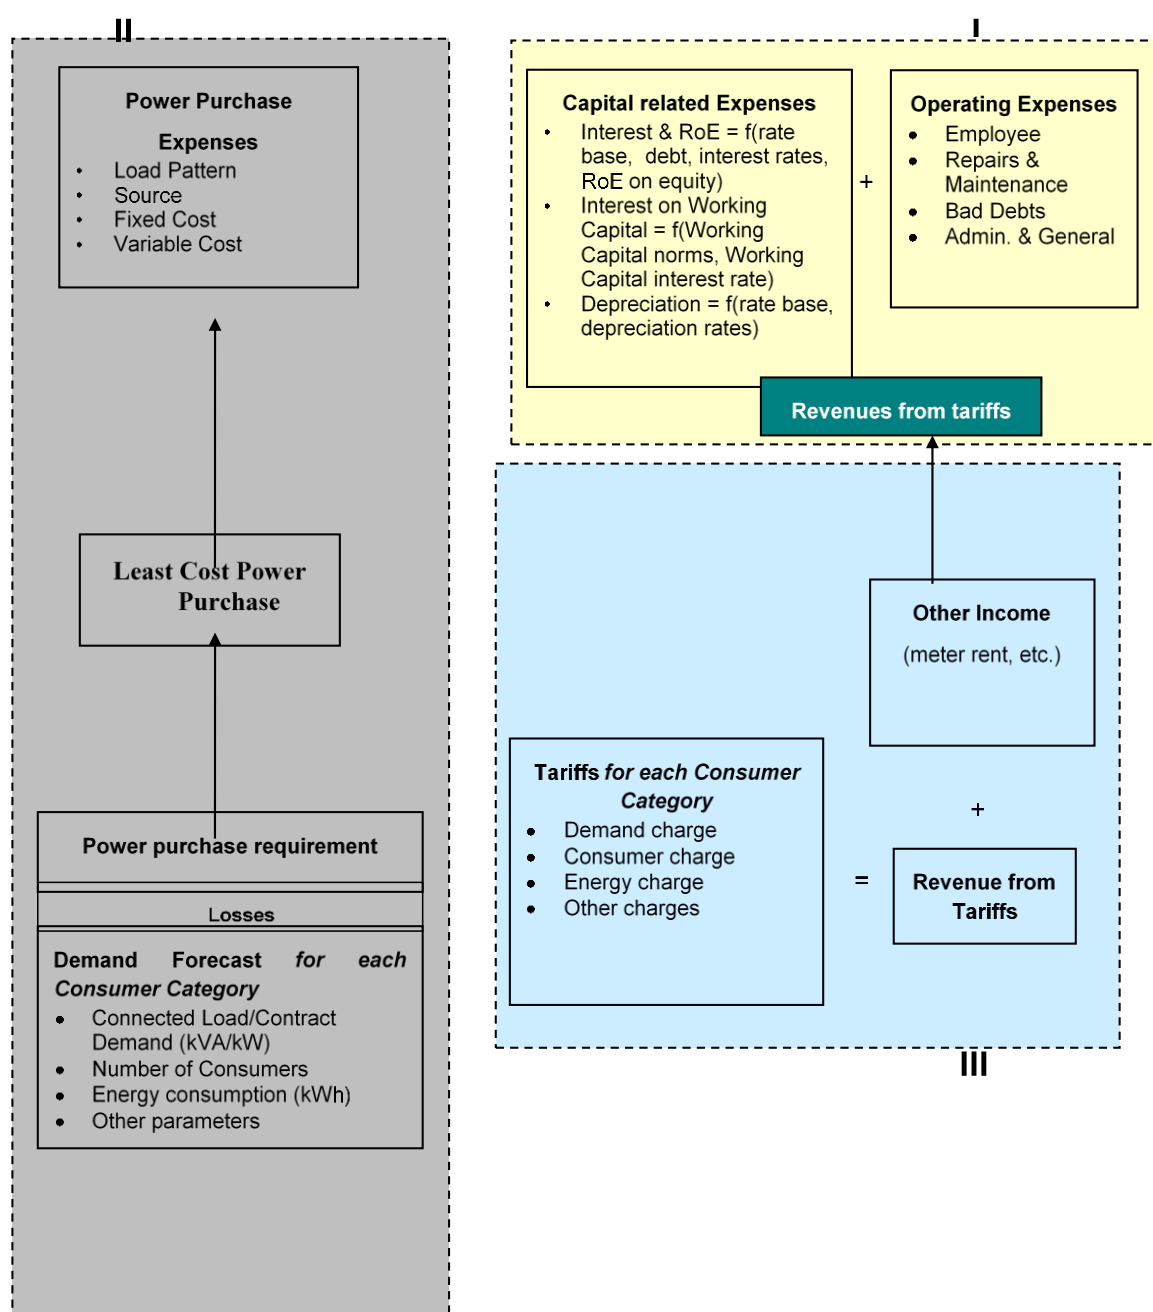 II
Power Purchase
Expenses
• Load Pattern
• Source
• Fixed Cost
• Variable Cost
Least Cost Power
Purchase
Power purchase requirement
Losses
Demand Forecast for each
Consumer Category
• Connected Load/Contract
Demand (kVA/kW)
• Number of Consumers
• Energy consumption (kWh)
• Other parameters
I
Capital related Expenses
• Interest & RoE = f(rate
base, debt, interest rates,
RoE on equity)
• Interest on Working
Capital = f(Working
Capital norms, Working
Capital interest rate)
• Depreciation = f(rate base,
depreciation rates)
+
Operating Expenses
• Employee
• Repairs &
Maintenance
• Bad Debts
• Admin. & General
Revenues from tariffs
Other Income
(meter rent, etc.)
+
Tariffs for each Consumer
Category
• Demand charge
• Consumer charge
• Energy charge
• Other charges
=
Revenue from
Tariffs
III